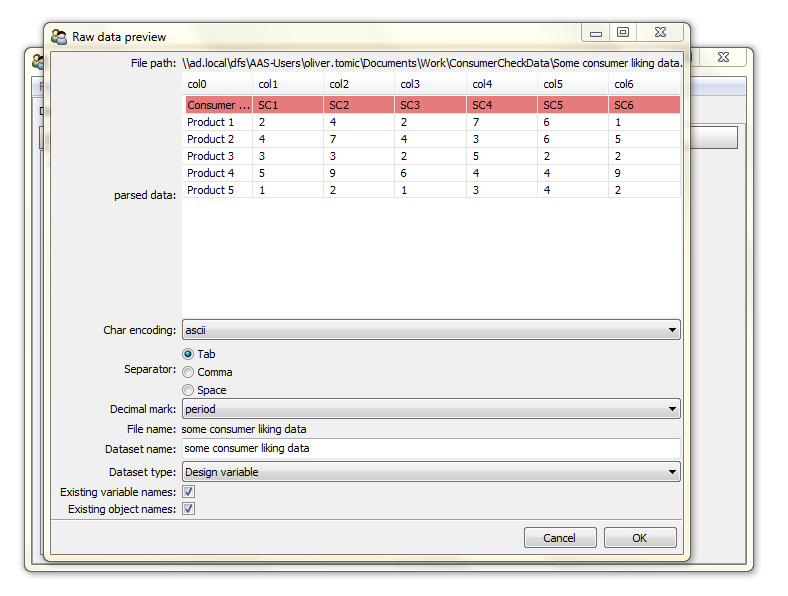 Raw data preview
File path: \\ad.local\dfs\AAS-Users\oliver.tomic\Documents\Work\ConsumerCheckData\Some consumer liking data.
col0 col1 col2 col3 col4 col5 col6
Consumer ... SC1 SC2 SC3 SC4 SC5 SC6
Product 1 2 4 2 7 6 1
Product 2 4 7 4 3 6 5
Product 3 3 3 2 5 2 2
Product 4 5 9 6 4 4 9
Product 5 1 2 1 3 4 2
parsed data:
Char encoding: ascii
Separator:
Tab
Comma
Space
Decimal mark: period
File name: some consumer liking data
Dataset name: some consumer liking data
Dataset type: Design variable
Existing variable names:
Existing object names:
Cancel OK